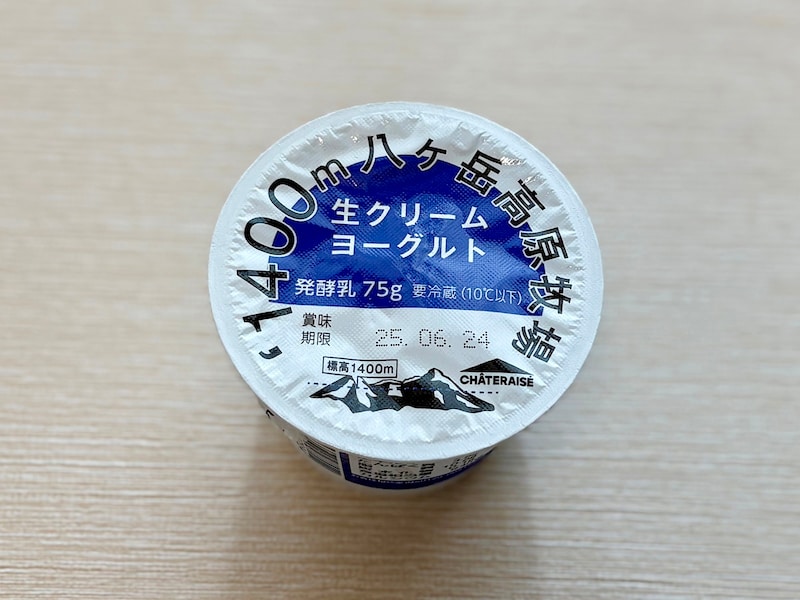 ,1400m八ヶ岳高原牧場
生クリーム
ヨーグルト
発酵乳 75g 要冷蔵(10℃以下)
賞味
期限
25.06.24
標高1400m
CHÂTERAISÉ